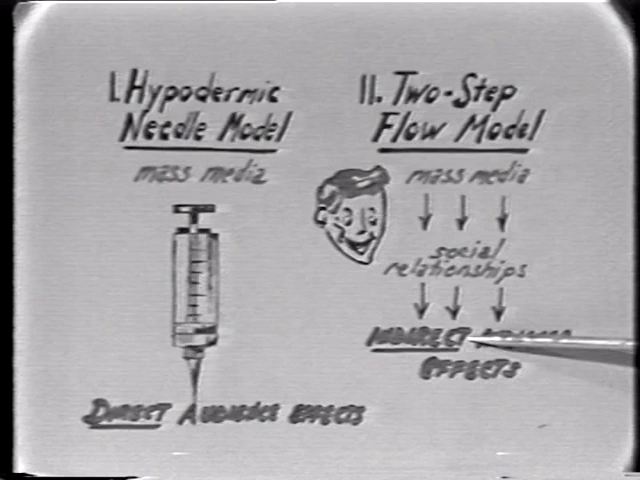 I. Hypodermic
Needle Model
mass media
DIRECT AUDIENCE EFFECTS
II. Two-Step
Flow Model
mass media
social
relationships
INDIRECT
EFFECTS